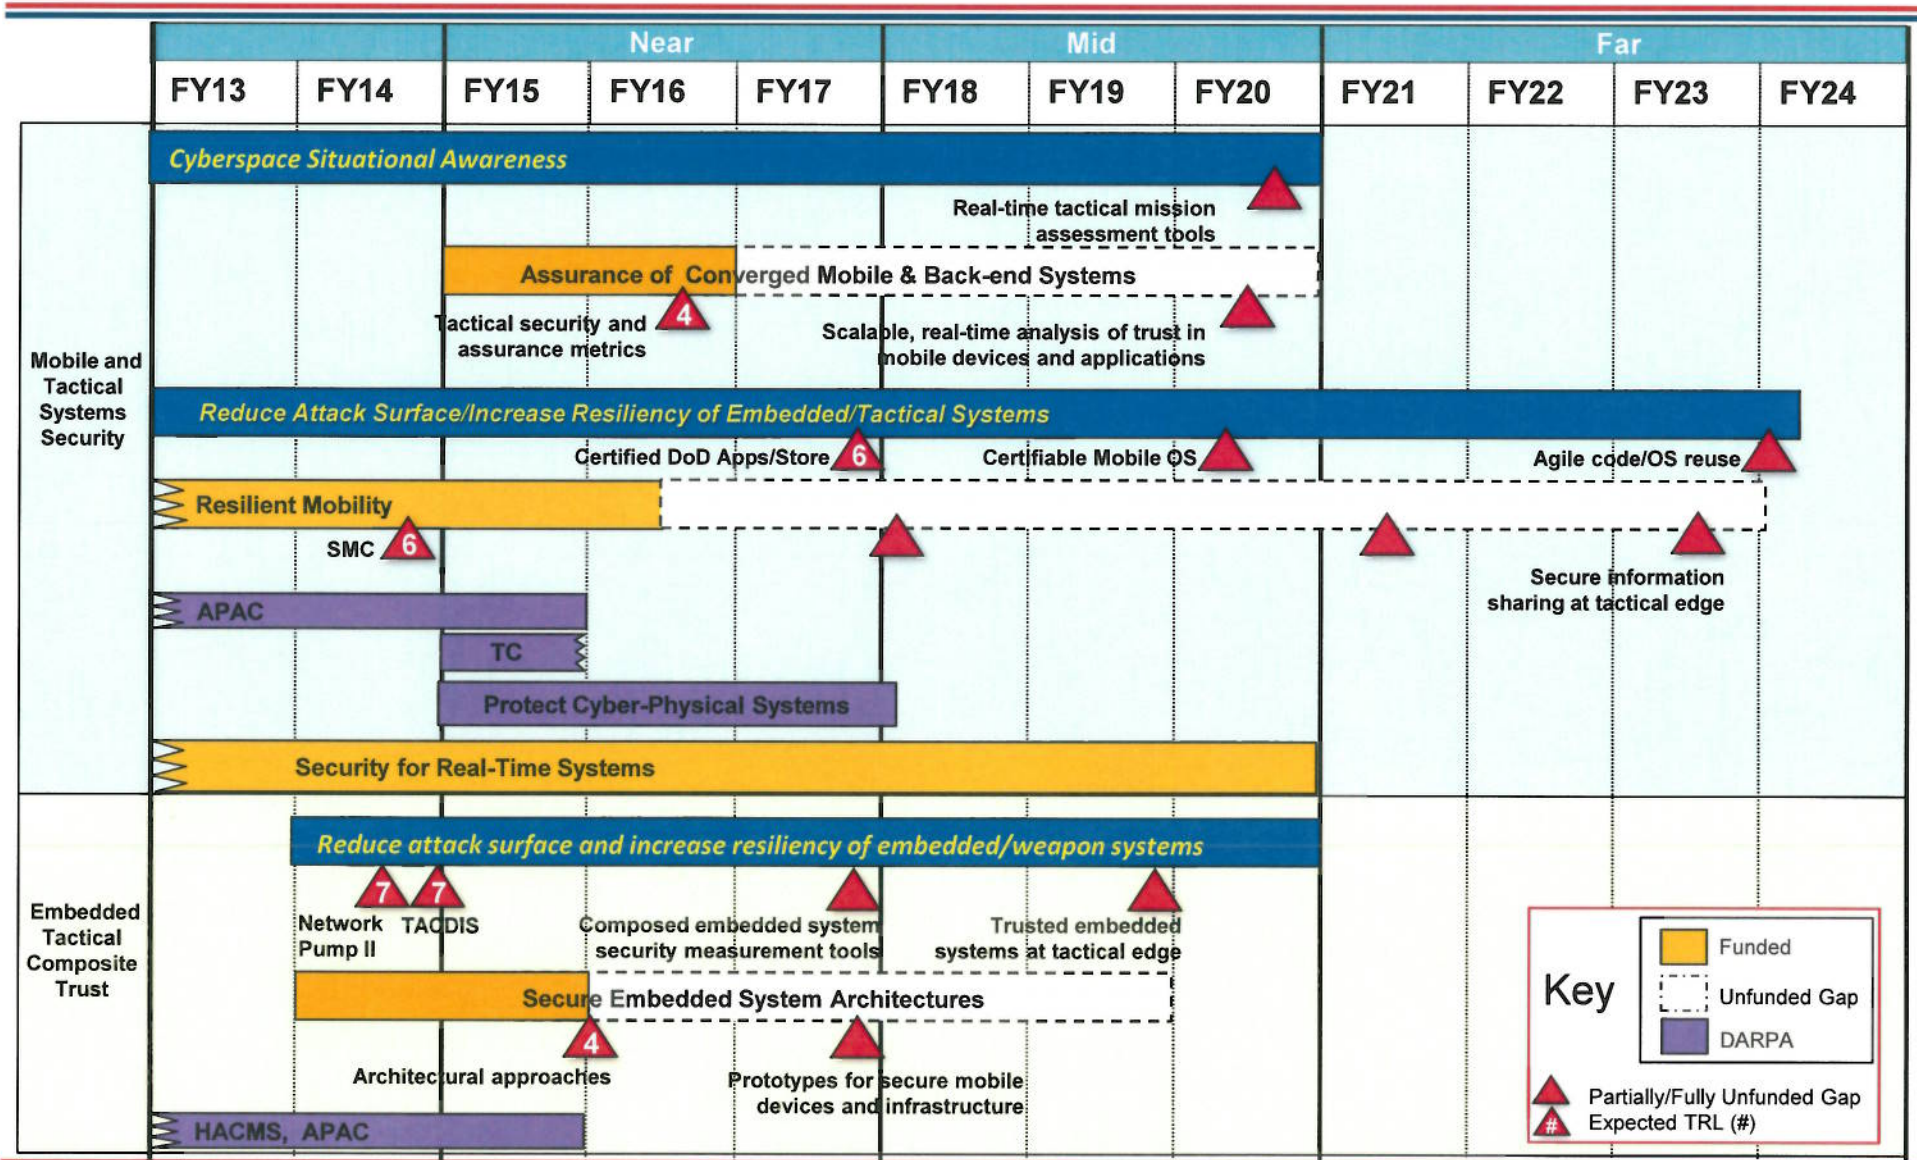 Near Mid Far
FY13 FY14 FY15 FY16 FY17 FY18 FY19 FY20 FY21 FY22 FY23 FY24
Mobile and
Tactical
Systems
Security
Cyberspace Situational Awareness
Real-time tactical mission
assessment tools
Assurance of Converged Mobile & Back-end Systems
4
Tactical security and
assurance metrics
Scalable, real-time analysis of trust in
mobile devices and applications
Reduce Attack Surface/Increase Resiliency of Embedded/Tactical Systems
Certified DoD Apps/Store 6
Certifiable Mobile OS
Agile code/OS reuse
Resilient Mobility
SMC 6
Secure information
sharing at tactical edge
APAC
TC
Protect Cyber-Physical Systems
Security for Real-Time Systems
Embedded
Tactical
Composite
Trust
Reduce attack surface and increase resiliency of embedded/weapon systems
7 7
Network
Pump II
TACDIS
Composed embedded system
security measurement tools
Trusted embedded
systems at tactical edge
Secure Embedded System Architectures
4
Architectural approaches
Prototypes for secure mobile
devices and infrastructure
HACMS, APAC
Key
Funded
Unfunded Gap
DARPA
Partially/Fully Unfunded Gap
# Expected TRL (#)